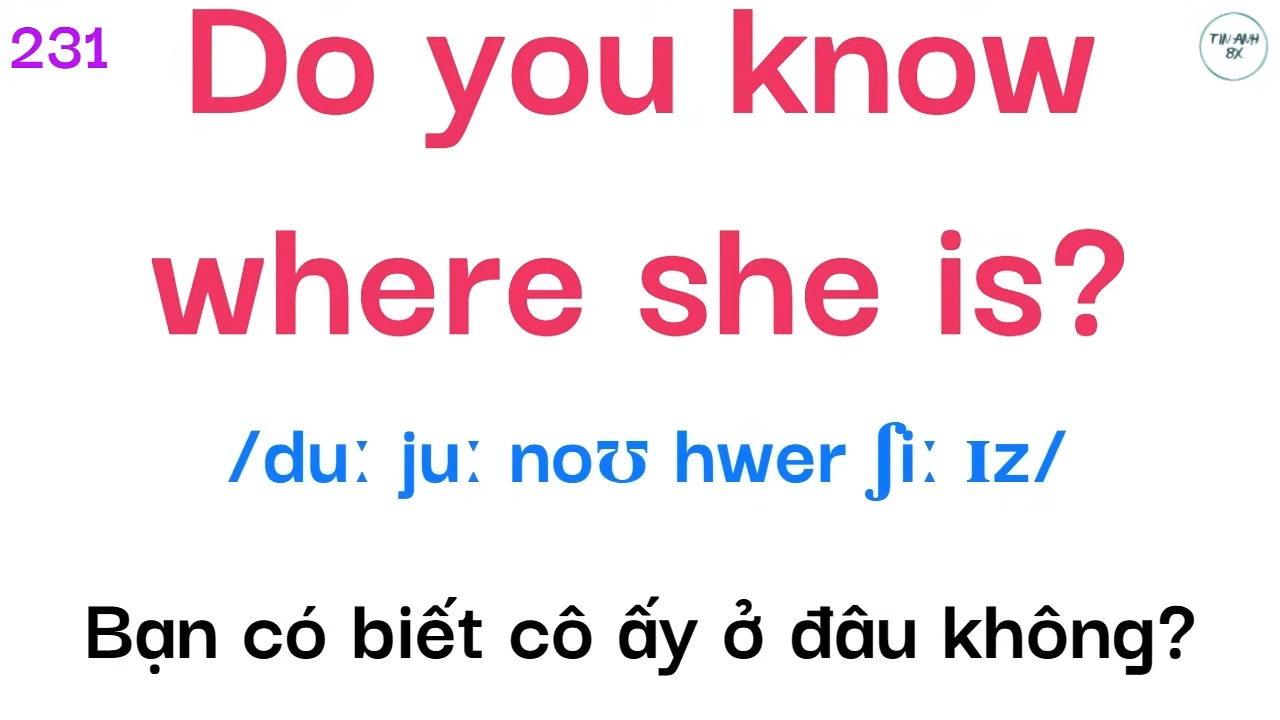 231
Do you know
where she is?
/duː juː noʊ hwer ʃiː ɪz/
Bạn có biết cô ấy ở đâu không?
TIN ANH
8X